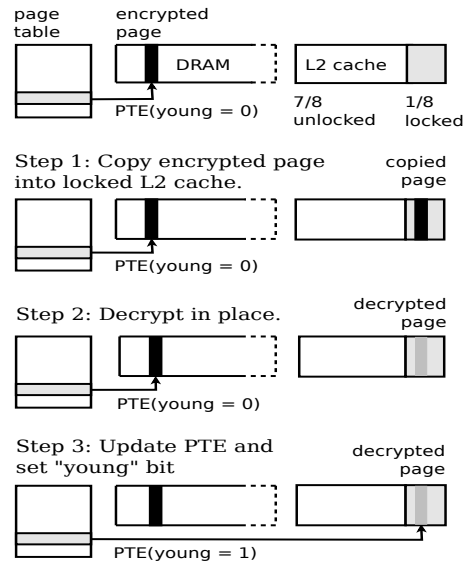 page
table
encrypted
page
DRAM
L2 cache
PTE(young = 0)
7/8
unlocked
1/8
locked
Step 1: Copy encrypted page
into locked L2 cache.
copied
page
PTE(young = 0)
Step 2: Decrypt in place.
decrypted
page
PTE(young = 0)
Step 3: Update PTE and
set "young" bit
decrypted
page
PTE(young = 1)